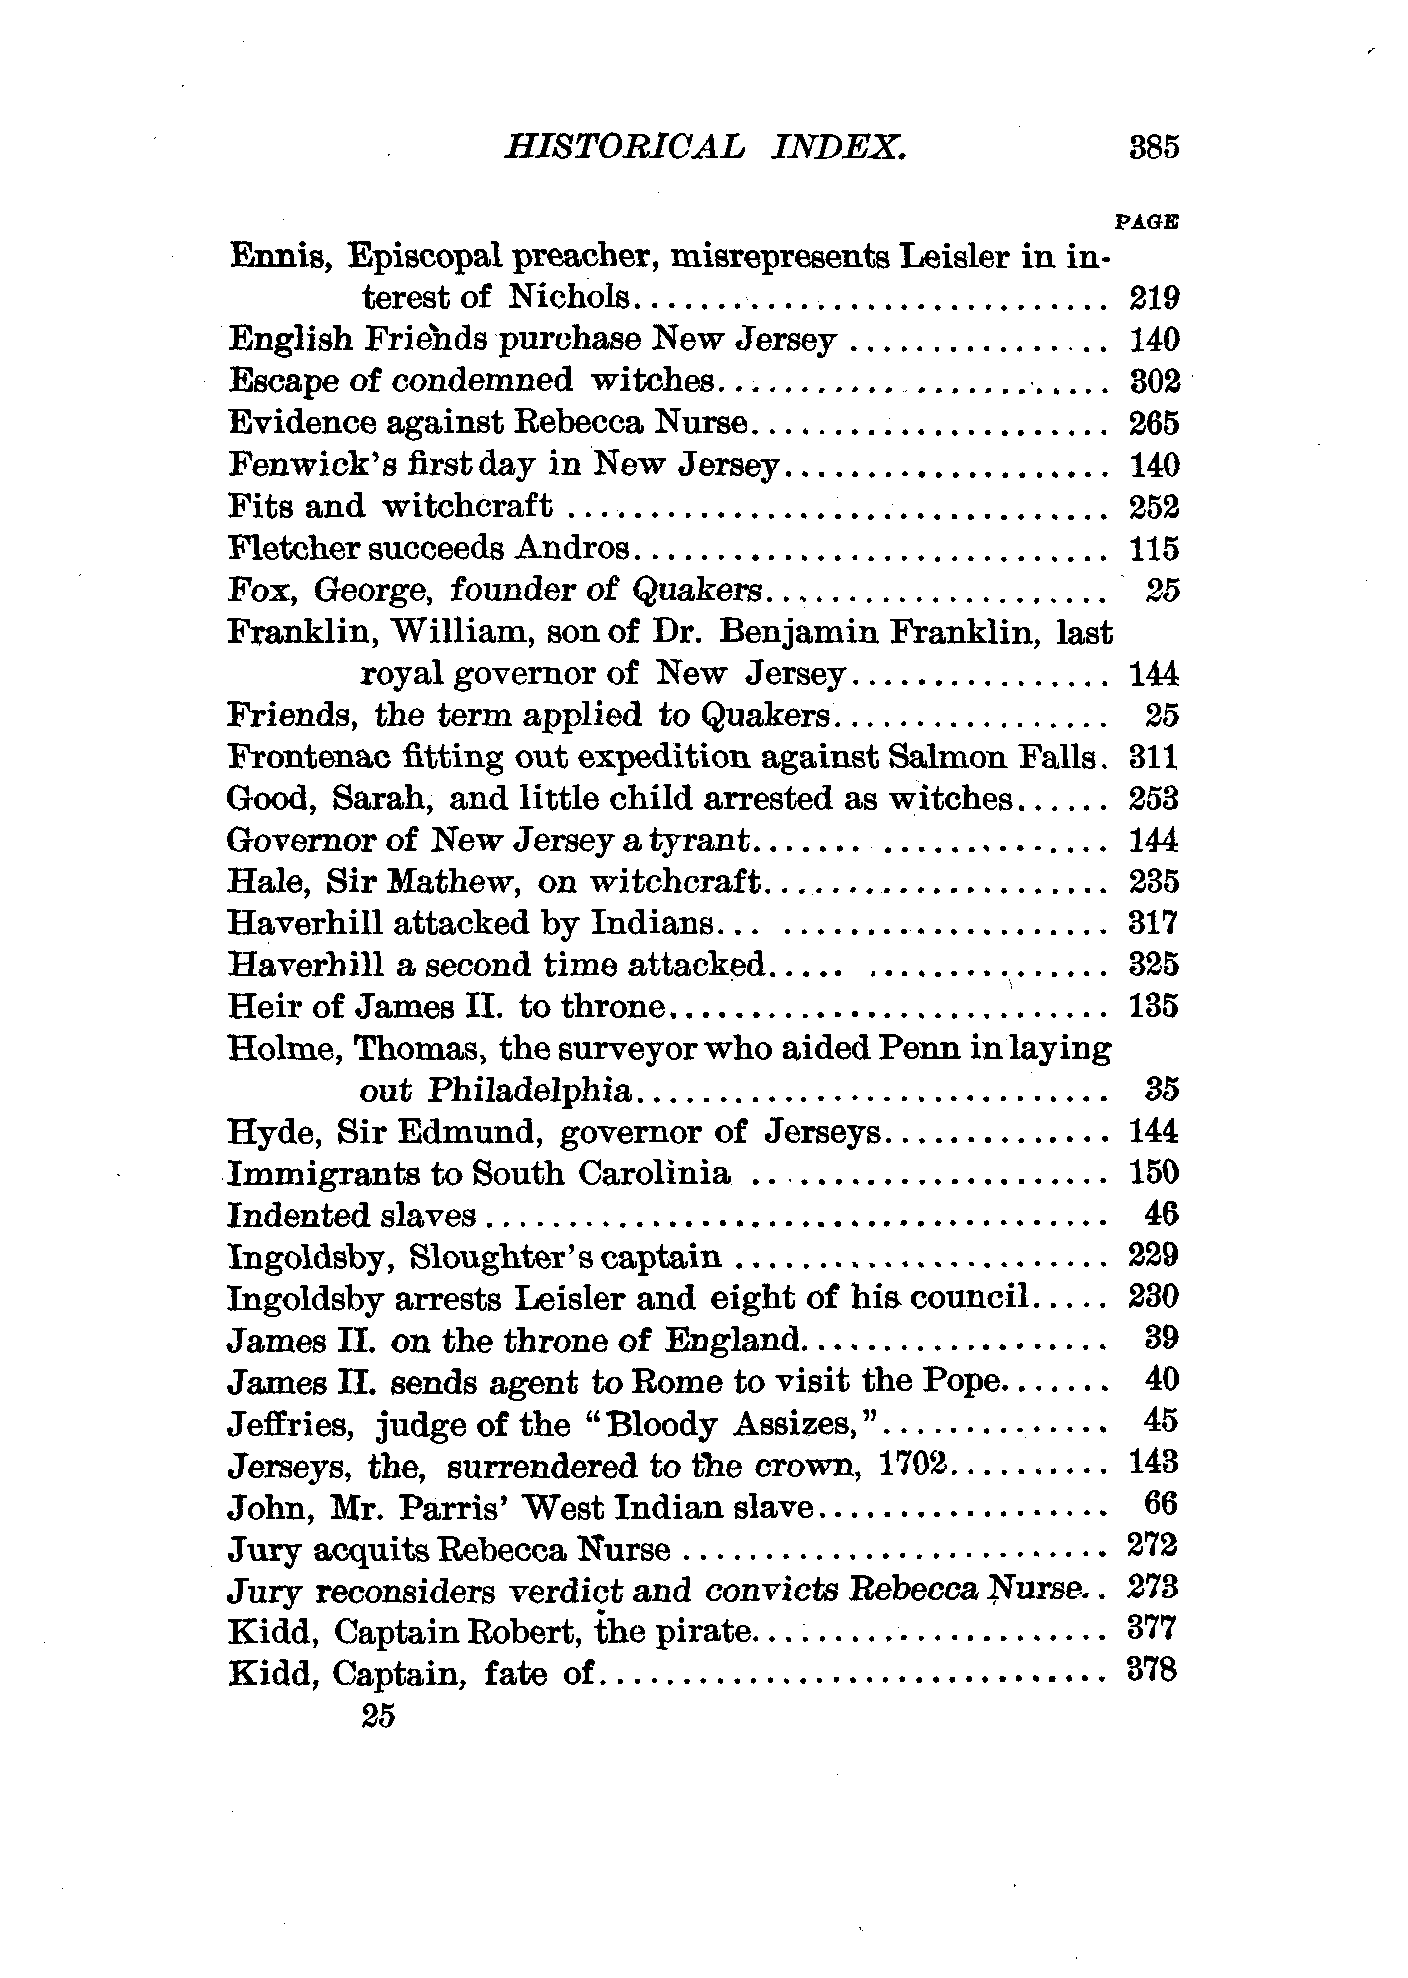 HISTORICAL INDEX. 385
PAGE
Ennis, Episcopal preacher, misrepresents Leisler in in-
terest of Nichols............................. 219
English Friends purchase New Jersey ................ 140
Escape of condemned witches........................ 302
Evidence against Rebecca Nurse...................... 265
Fenwick's first day in New Jersey.................... 140
Fits and witchcraft ................................. 252
Fletcher succeeds Andros............................. 115
Fox, George, founder of Quakers..................... 25
Franklin, William, son of Dr. Benjamin Franklin, last
royal governor of New Jersey................ 144
Friends, the term applied to Quakers................. 25
Frontenac fitting out expedition against Salmon Falls. 311
Good, Sarah, and little child arrested as witches...... 253
Governor of New Jersey a tyrant....... .............. 144
Hale, Sir Mathew, on witchcraft..................... 235
Haverhill attacked by Indians... .................... 317
Haverhill a second time attacked..... ............... 325
Heir of James II. to throne........................... 135
Holme, Thomas, the surveyor who aided Penn in laying
out Philadelphia............................. 35
Hyde, Sir Edmund, governor of Jerseys.............. 144
Immigrants to South Carolinia ...................... 150
Indented slaves ...................................... 46
Ingoldsby, Sloughter's captain ....................... 229
Ingoldsby arrests Leisler and eight of his council..... 230
James II. on the throne of England................... 39
James II. sends agent to Rome to visit the Pope....... 40
Jeffries, judge of the "Bloody Assizes,".............. 45
Jerseys, the, surrendered to the crown, 1702.......... 143
John, Mr. Parris' West Indian slave.................. 66
Jury acquits Rebecca Nurse .......................... 272
Jury reconsiders verdict and convicts Rebecca Nurse.. 273
Kidd, Captain Robert, the pirate...................... 377
Kidd, Captain, fate of............................... 378
25